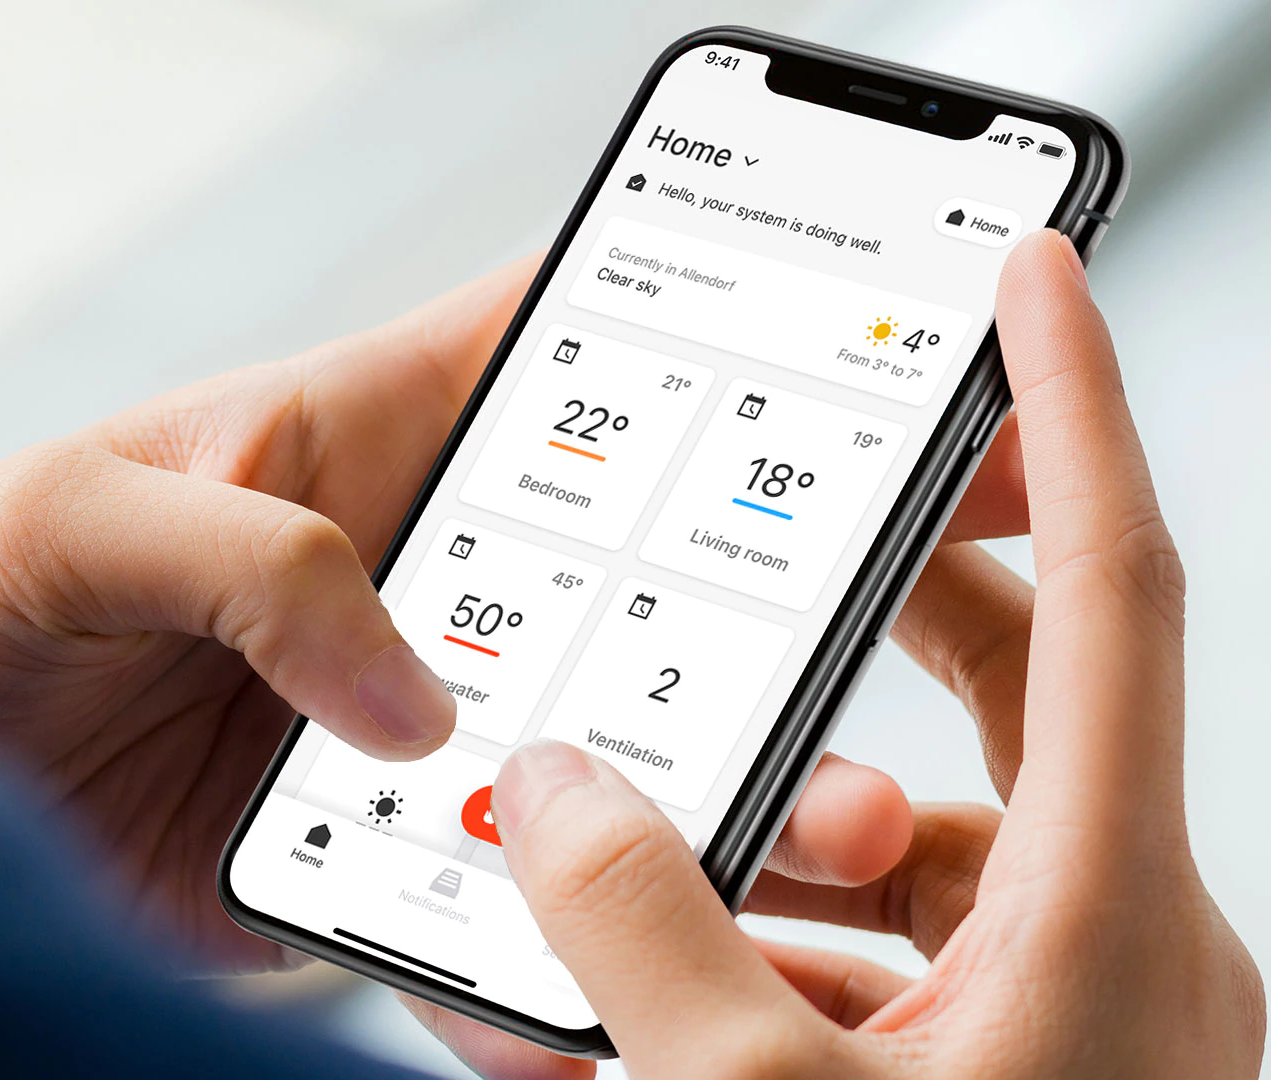 9:41
Home
Hello, your system is doing well.
Home
Currently in Allendorf
Clear sky
4°
From 3° to 7°
21°
22°
Bedroom
19°
18°
Living room
45°
50°
water
2
Ventilation
Home
Notifications